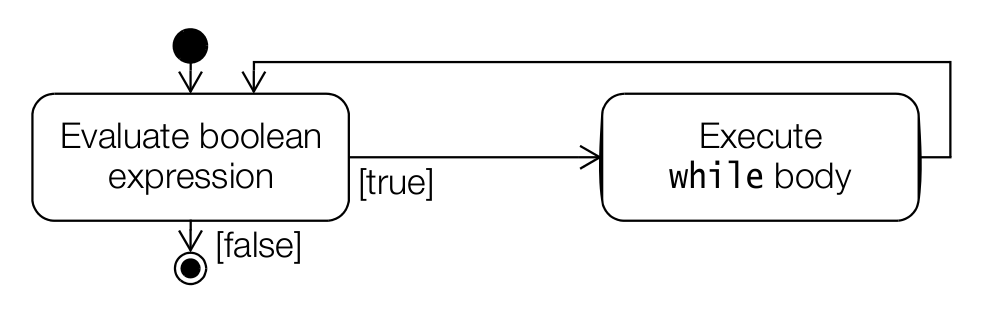 Evaluate boolean
expression
[true]
Execute
while body
[false]